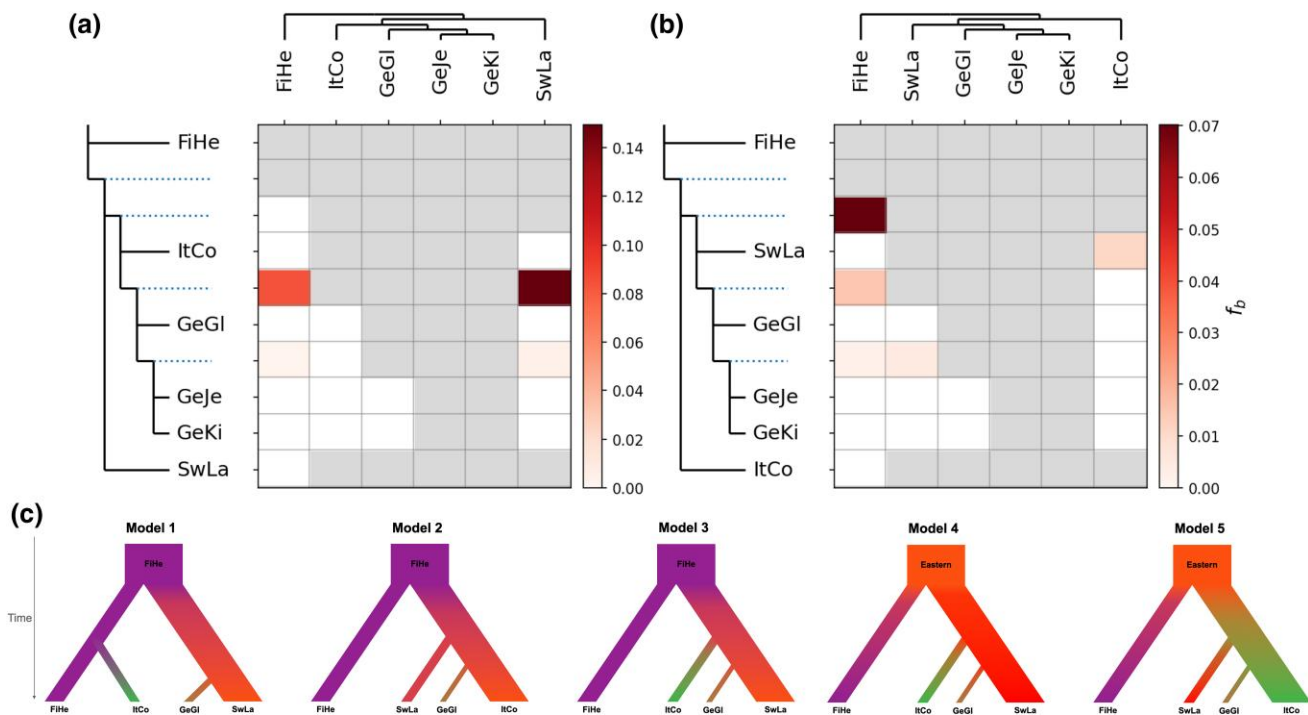 (a)
FiHe
ItCo
GeGl
GeJe
GeKi
SwLa
FiHe
ItCo
GeGl
GeJe
GeKi
SwLa
0.14
0.12
0.10
0.08
0.06
0.04
0.02
0.00
(b)
FiHe
SwLa
GeGl
GeJe
GeKi
ItCo
FiHe
SwLa
GeGl
GeJe
GeKi
ItCo
0.07
0.06
0.05
0.04
0.03
0.02
0.01
0.00
f_b
(c)
Time
Model 1
FiHe
FiHe ItCo GeGl SwLa
Model 2
FiHe
FiHe SwLa GeGl ItCo
Model 3
FiHe
FiHe ItCo GeGl SwLa
Model 4
Eastern
FiHe ItCo GeGl SwLa
Model 5
Eastern
FiHe SwLa GeGl ItCo